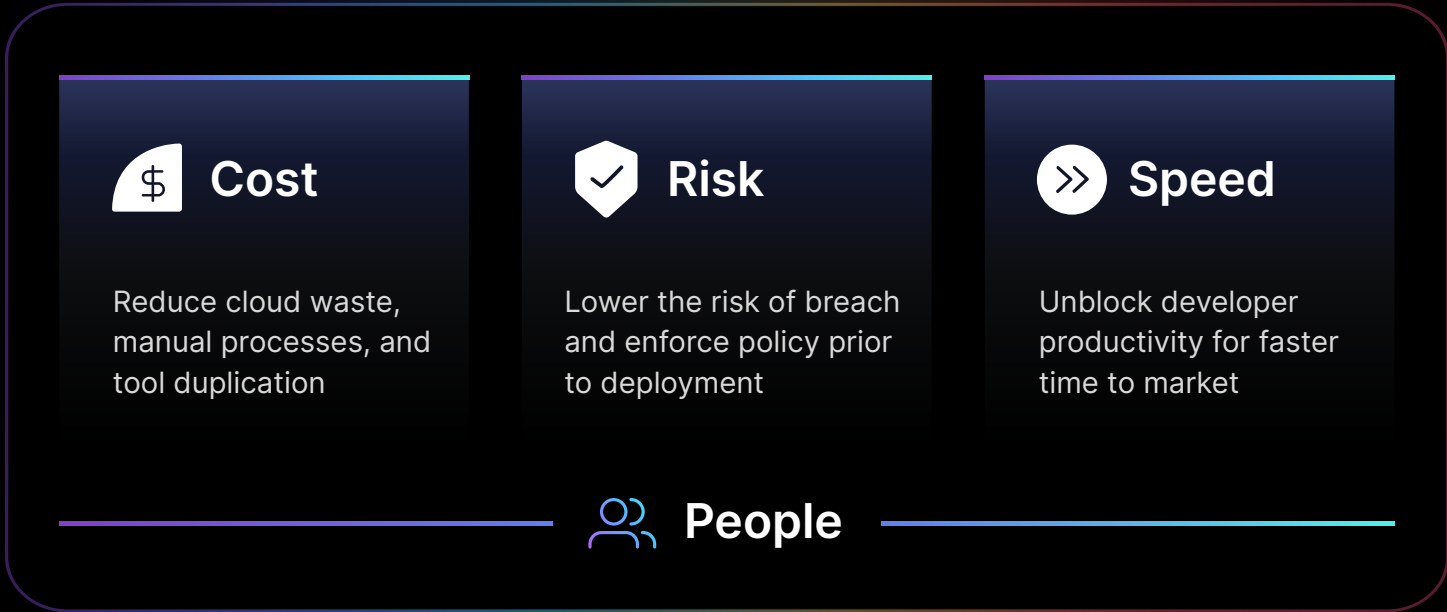 Cost
Reduce cloud waste,
manual processes, and
tool duplication
Risk
Lower the risk of breach
and enforce policy prior
to deployment
Speed
Unblock developer
productivity for faster
time to market
People